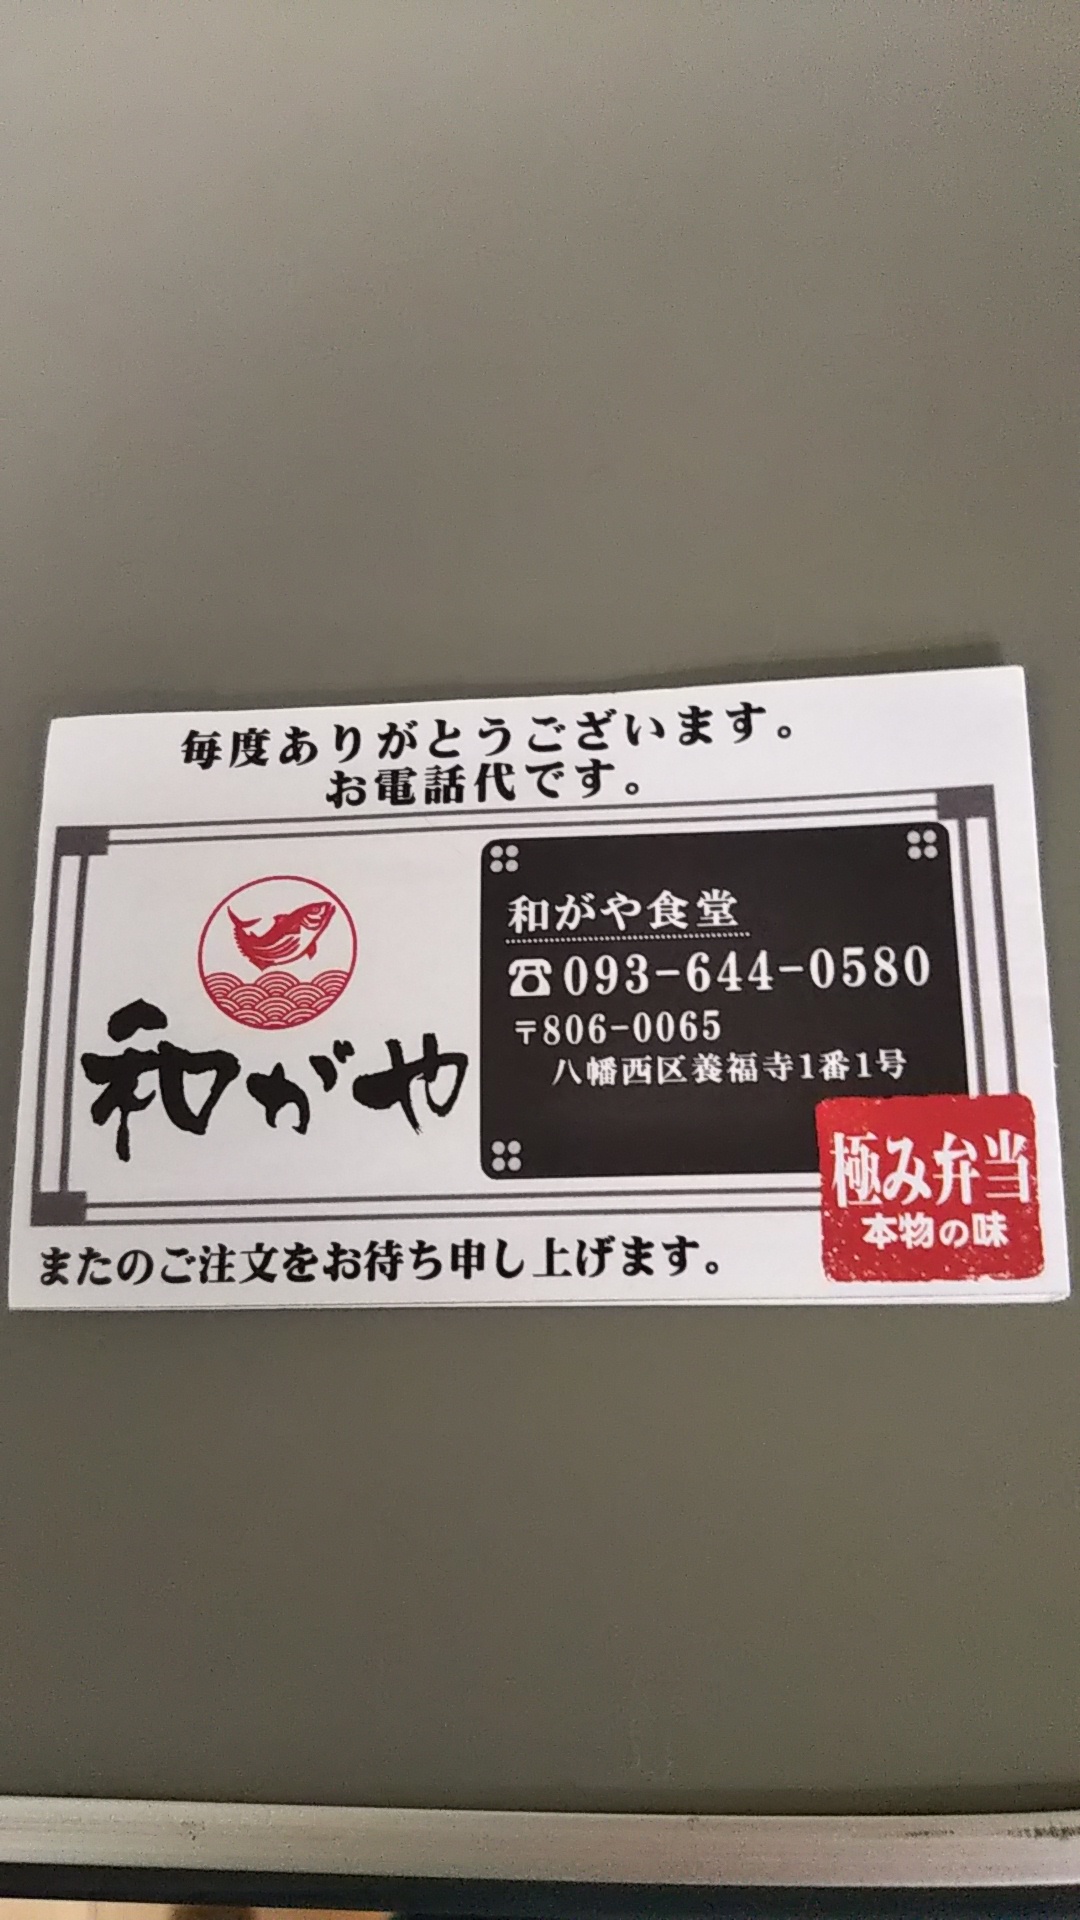 毎度ありがとうございます。
お電話代です。
和がや
和がや食堂
☎093-644-0580
〒806-0065
八幡西区養福寺1番1号
極み弁当
本物の味
またのご注文をお待ち申し上げます。